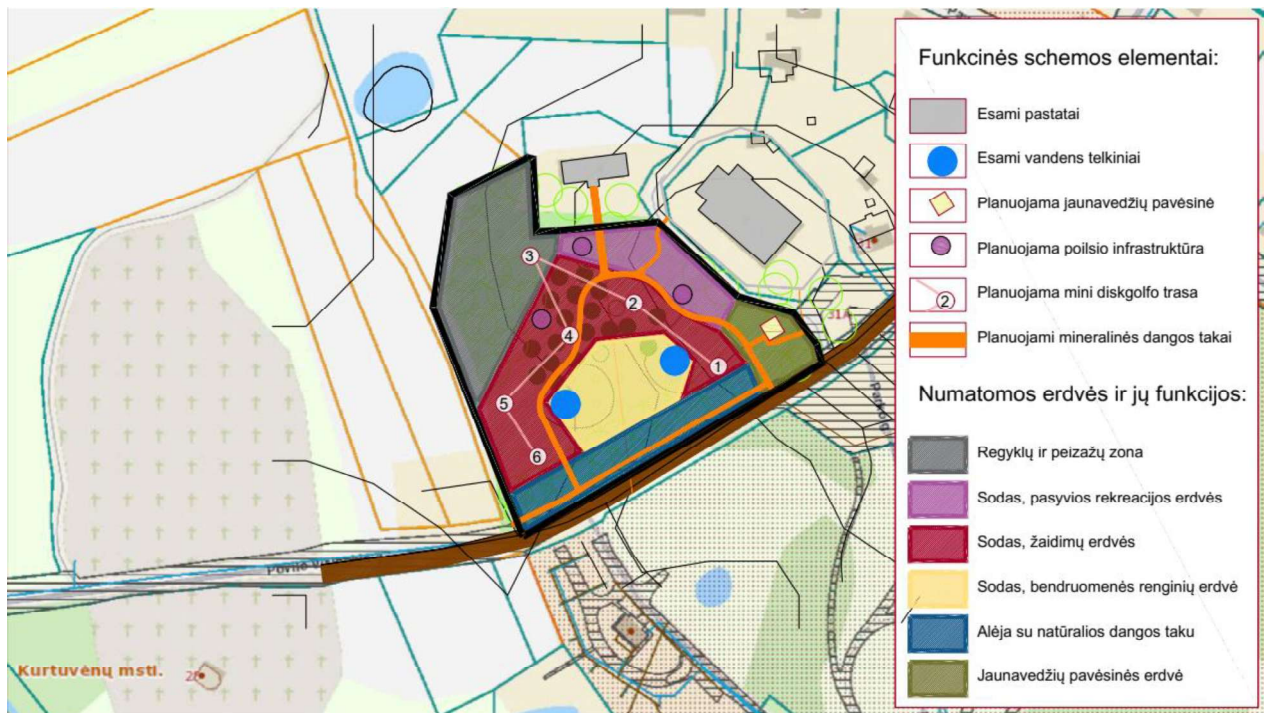 Funkcinės schemos elementai:
Esami pastatai
Esami vandens telkiniai
Planuojama jaunavedžių pavėsinė
Planuojama poilsio infrastruktūra
2
Planuojama mini diskgolfo trasa
Planuojami mineralinės dangos takai
Numatomos erdvės ir jų funkcijos:
Regyklų ir peizažų zona
Sodas, pasyvios rekreacijos erdvės
Sodas, žaidimų erdvės
Sodas, bendruomenės renginių erdvė
Alėja su natūralios dangos taku
Jaunavedžių pavėsinės erdvė
3
2
4
1
5
6
31A
Kurtuvėnų mstl.